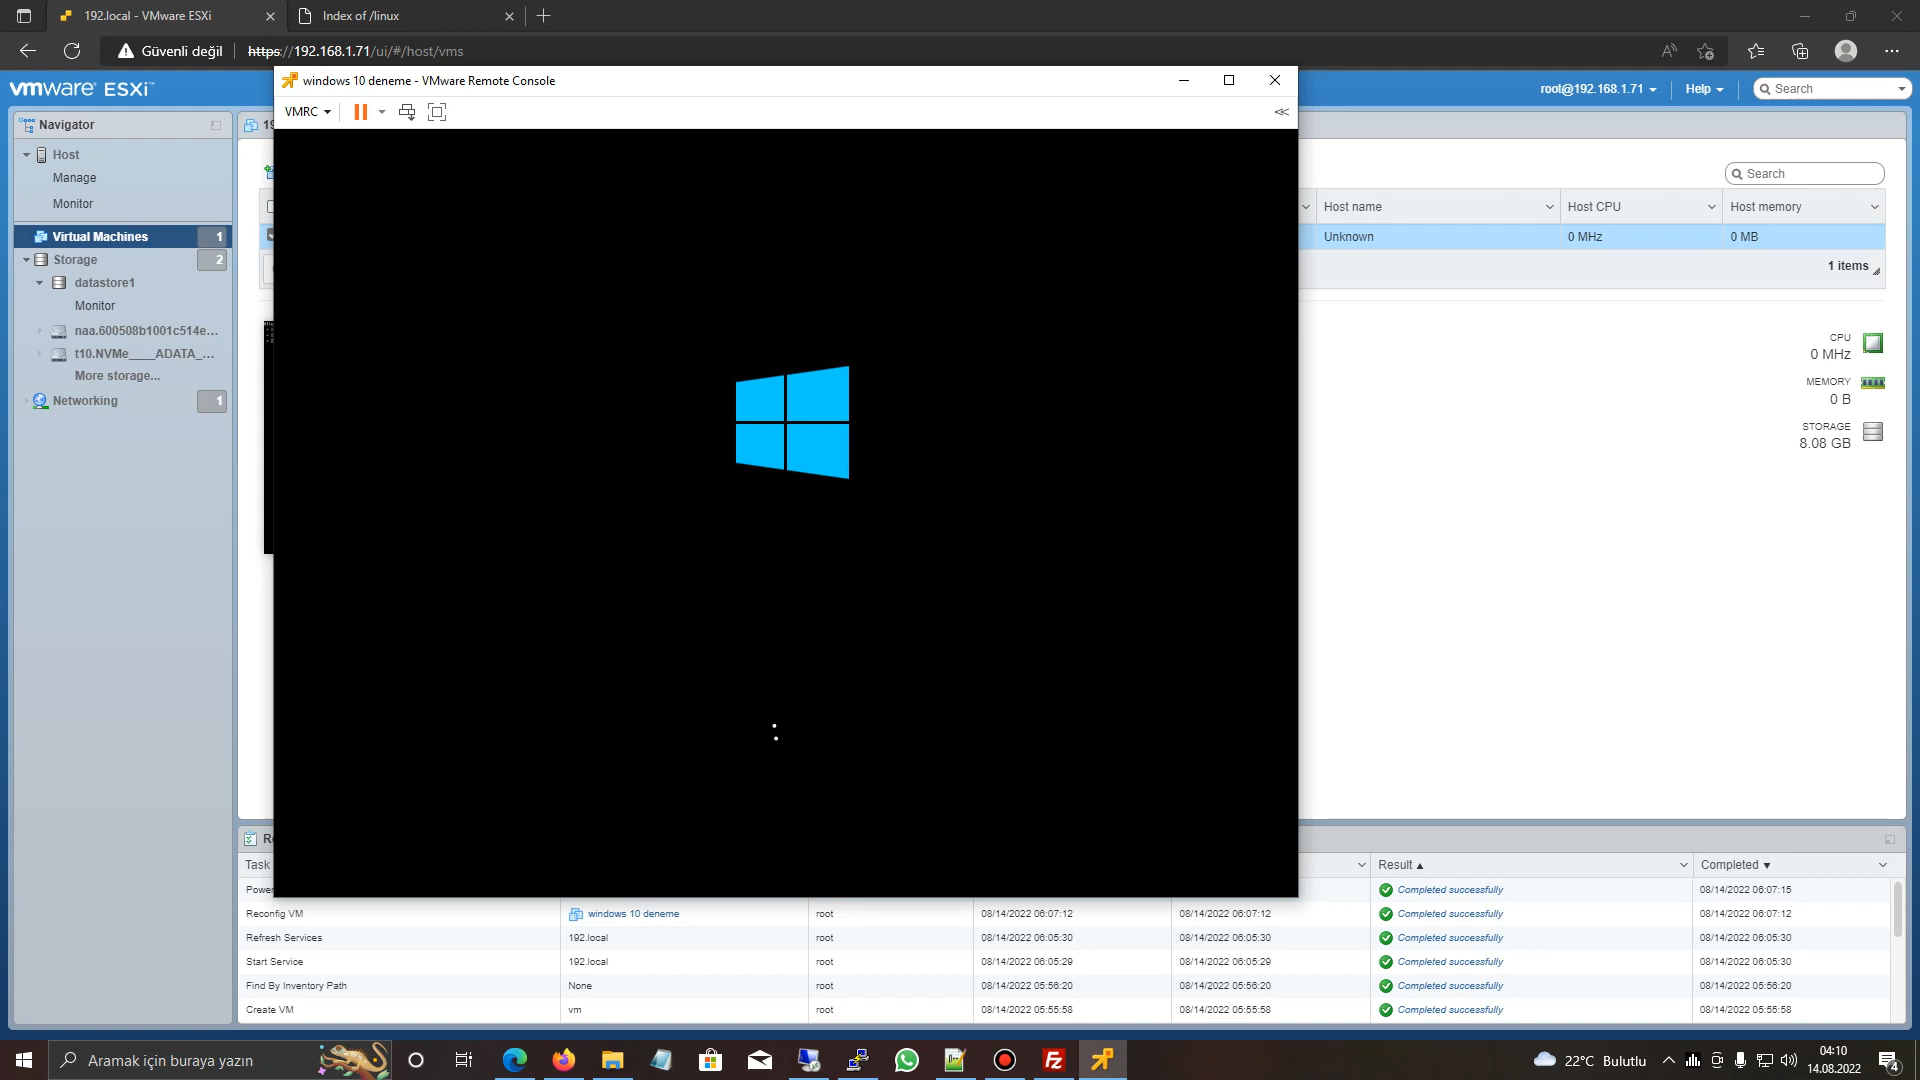 192.local - VMware ESXi
Index of /linux
Güvenli değil
https://192.168.1.71/ui/#/host/vms
vmware ESXi™
root@192.168.1.71
Help
Search
windows 10 deneme - VMware Remote Console
VMRC
Navigator
Host
Manage
Monitor
Virtual Machines 1
Storage 2
datastore1
Monitor
naa.600508b1001c514e...
t10.NVMe____ADATA_...
More storage...
Networking 1
Search
Host name Host CPU Host memory
Unknown 0 MHz 0 MB
1 items
CPU
0 MHz
MEMORY
0 B
STORAGE
8.08 GB
Task Result Completed
08/14/2022 06:07:15 Completed successfully
Reconfig VM windows 10 deneme root 08/14/2022 06:07:12 08/14/2022 06:07:12 Completed successfully 08/14/2022 06:07:12
Refresh Services 192.local root 08/14/2022 06:05:30 08/14/2022 06:05:30 Completed successfully 08/14/2022 06:05:30
Start Service 192.local root 08/14/2022 06:05:29 08/14/2022 06:05:29 Completed successfully 08/14/2022 06:05:30
Find By Inventory Path None root 08/14/2022 05:56:20 08/14/2022 05:56:20 Completed successfully 08/14/2022 05:56:20
Create VM vm root 08/14/2022 05:55:58 08/14/2022 05:55:58 Completed successfully 08/14/2022 05:55:58
Aramak için buraya yazın
22°C Bulutlu
04:10
14.08.2022
4